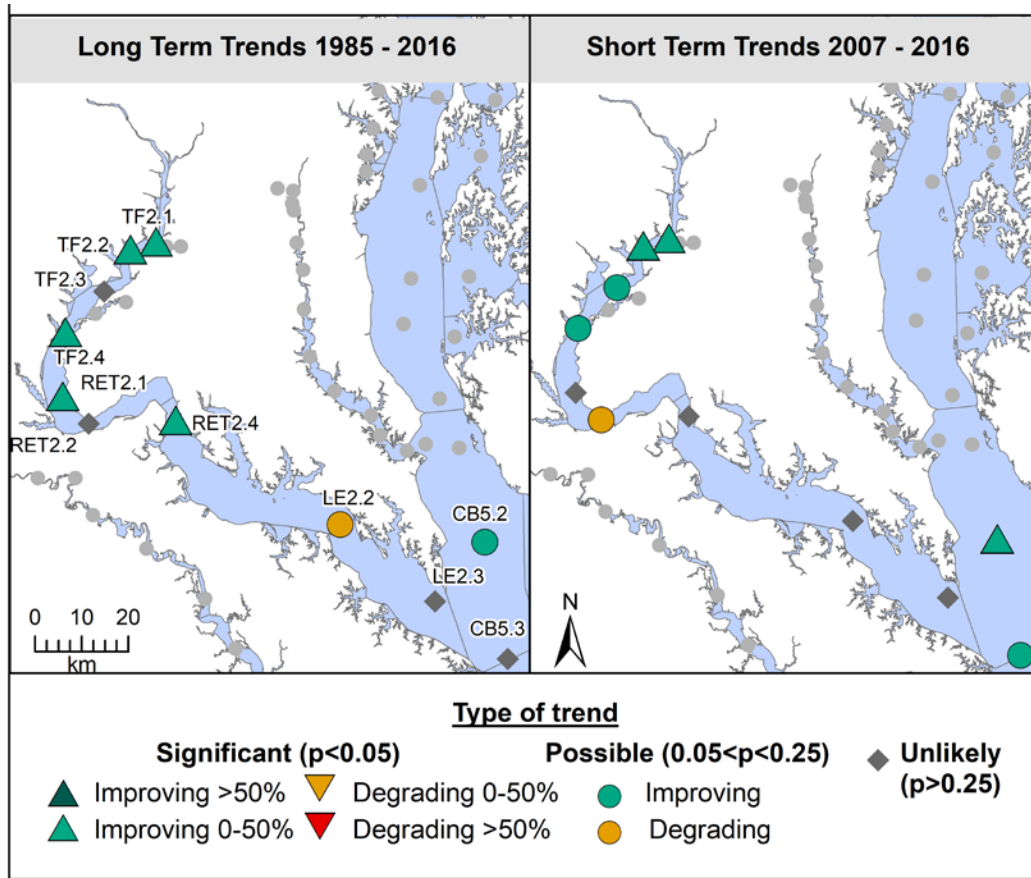 Long Term Trends 1985 - 2016
Short Term Trends 2007 - 2016
TF2.1
TF2.2
TF2.3
TF2.4
RET2.1
RET2.2
RET2.4
LE2.2
CB5.2
LE2.3
CB5.3
0 10 20
km
N
Type of trend
Significant (p<0.05)
Possible (0.05<p<0.25)
Unlikely
(p>0.25)
Improving >50%
Degrading 0-50%
Improving
Improving 0-50%
Degrading >50%
Degrading